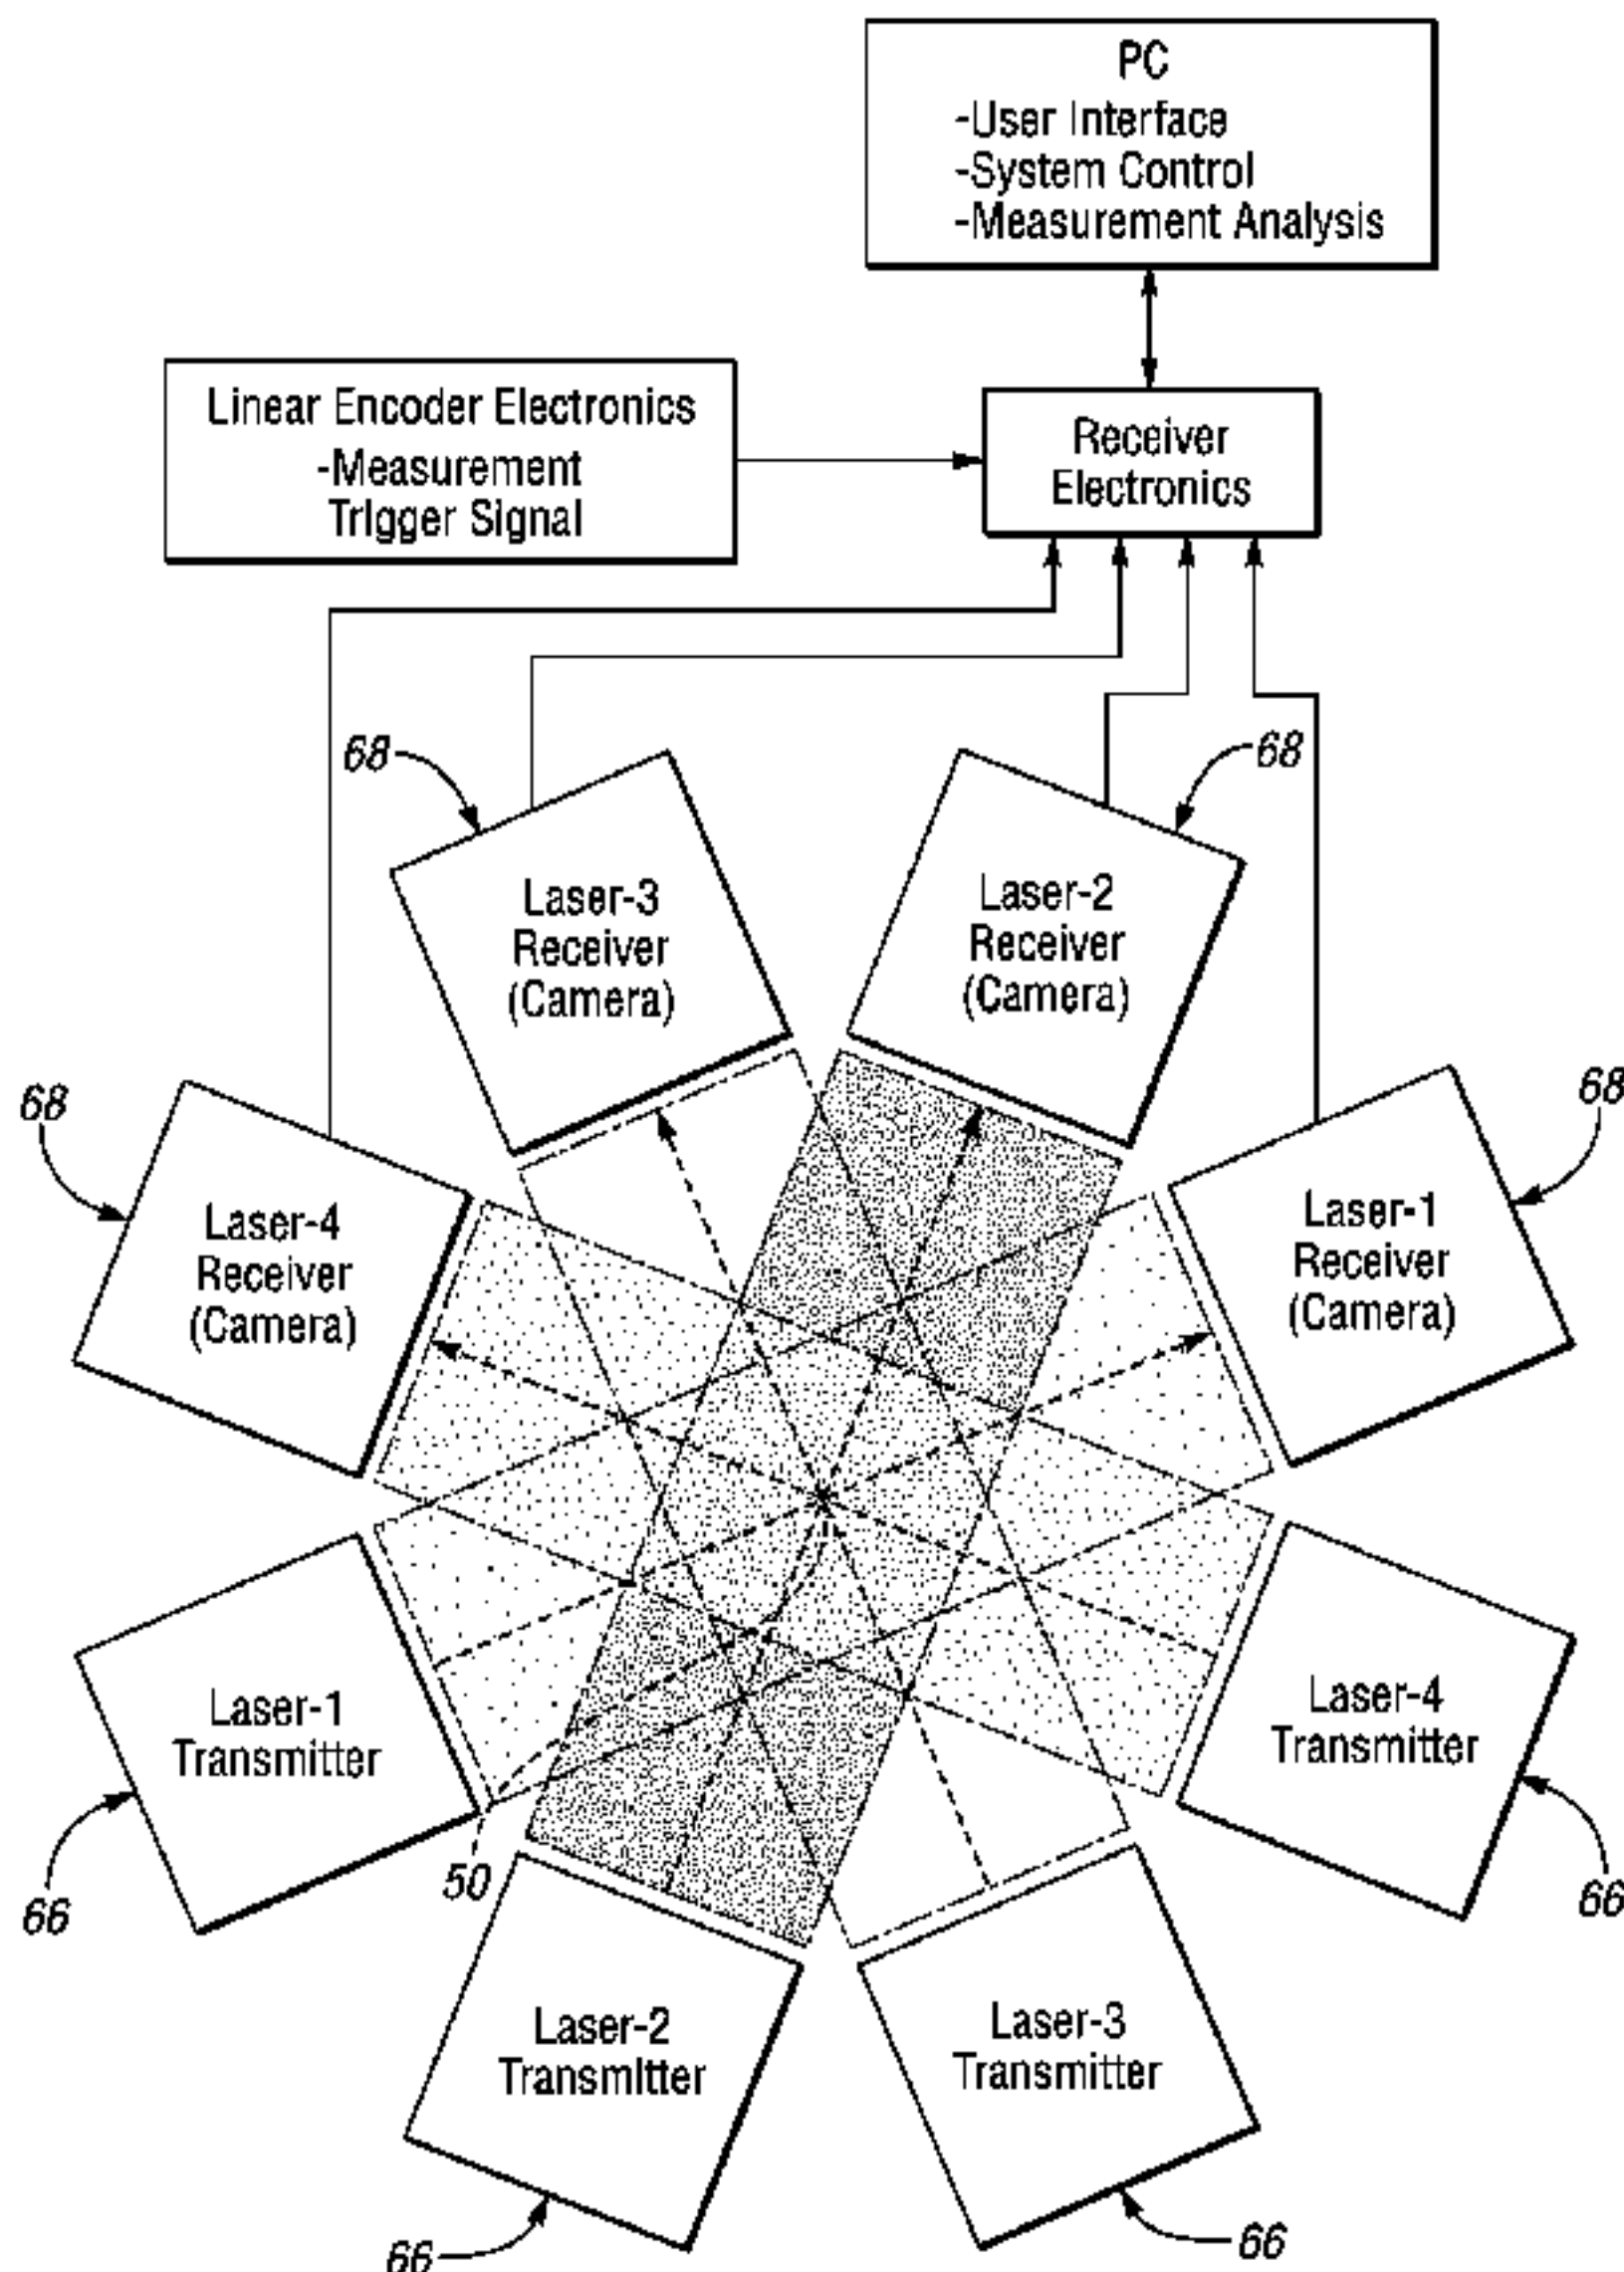 PC
-User Interface
-System Control
-Measurement Analysis
Linear Encoder Electronics
-Measurement
Trigger Signal
Receiver
Electronics
68
68
Laser-3
Receiver
(Camera)
Laser-2
Receiver
(Camera)
68
68
Laser-4
Receiver
(Camera)
Laser-1
Receiver
(Camera)
Laser-1
Transmitter
Laser-4
Transmitter
50
66
66
Laser-2
Transmitter
Laser-3
Transmitter
66
66